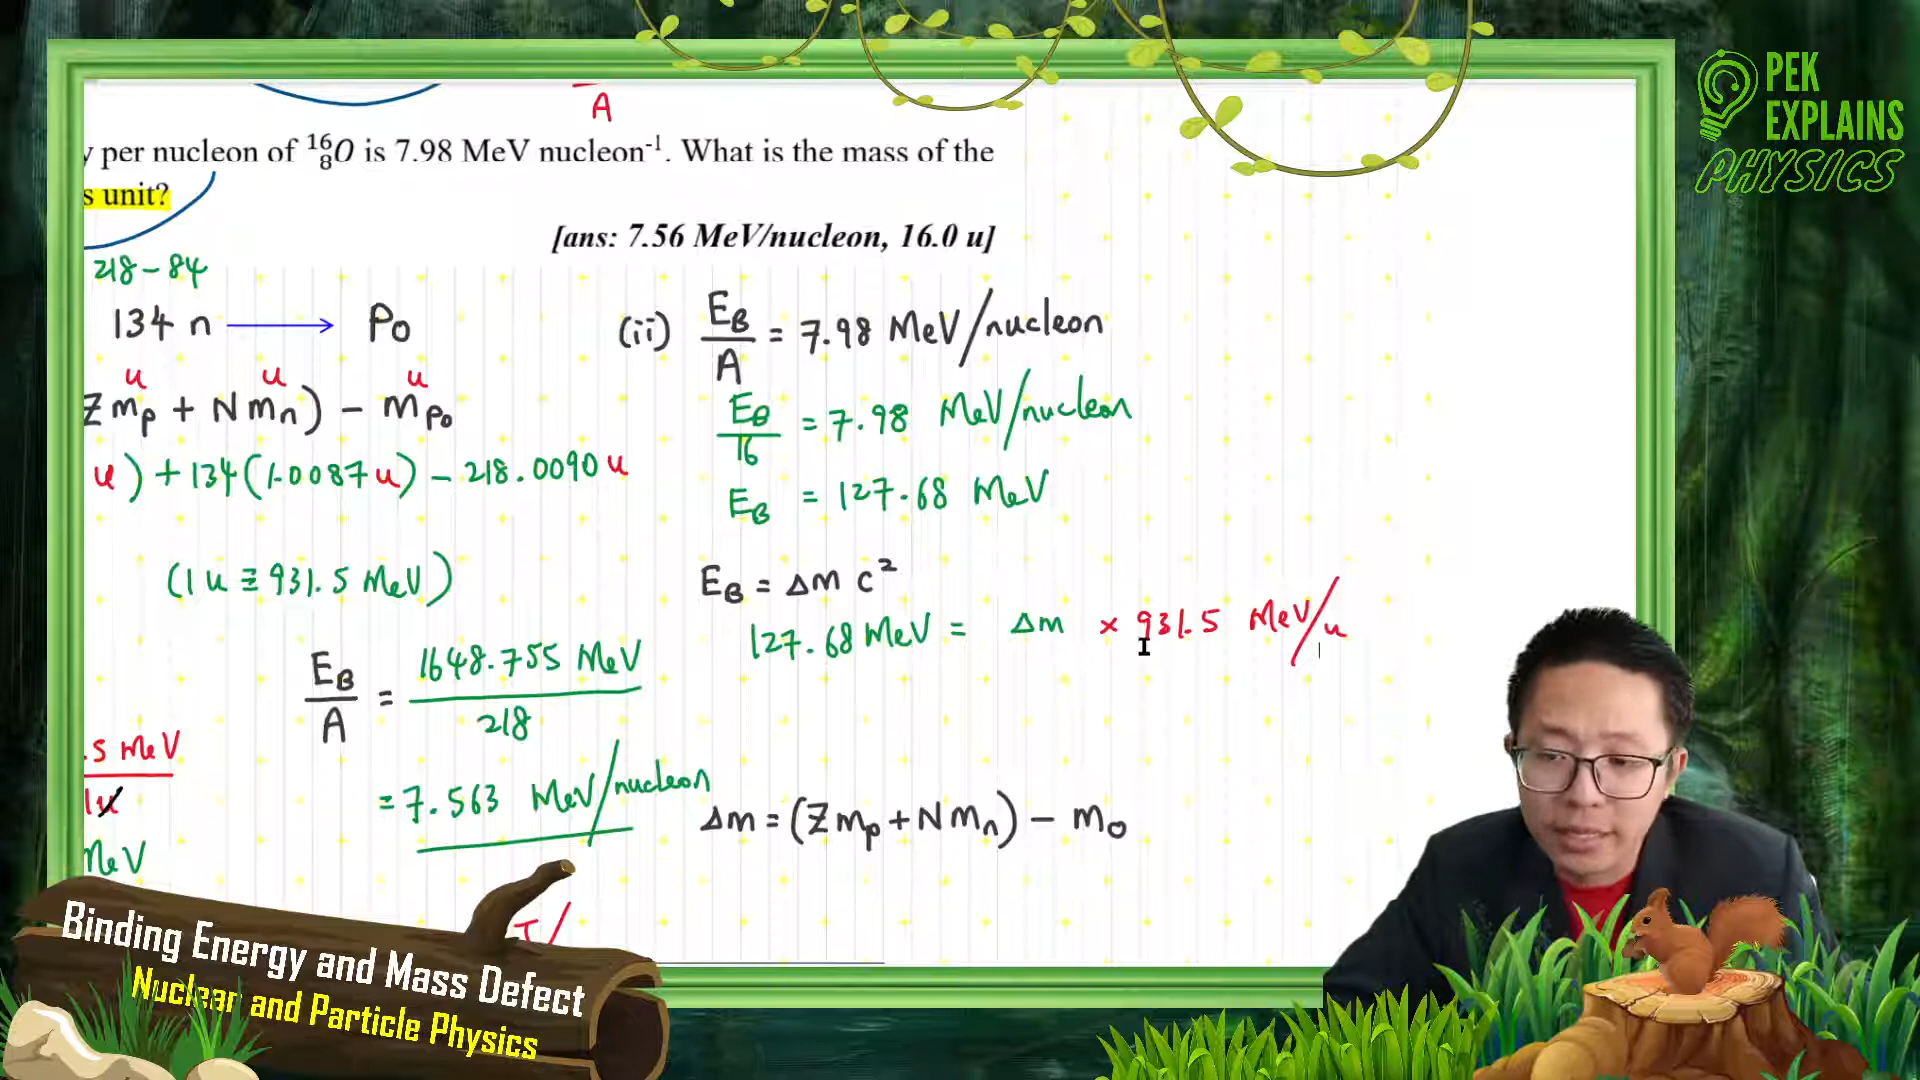 PEK
EXPLAINS
PHYSICS
A
y per nucleon of ¹⁶₈O is 7.98 MeV nucleon⁻¹. What is the mass of the
s unit?
[ans: 7.56 MeV/nucleon, 16.0 u]
218 - 84
134 n → Po
u u u
Z mp + N mn) - mPo
u) + 134(1.0087u) - 218.0090 u
(1 u ≡ 931.5 MeV)
EB/A = 1648.755 MeV/218
= 7.563 MeV/nucleon
.5 MeV
1u
MeV
(ii) EB/A = 7.98 MeV/nucleon
EB/16 = 7.98 MeV/nucleon
EB = 127.68 MeV
EB = Δm c²
127.68 MeV = Δm × 931.5 MeV/u
Δm = (Z mp + N mn) - mO
Binding Energy and Mass Defect
Nuclear and Particle Physics